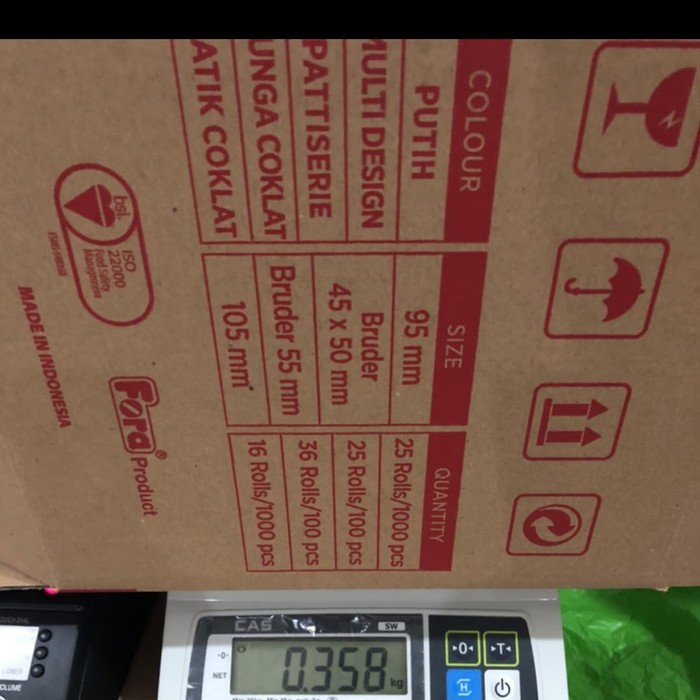 COLOUR
PUTIH
MULTI DESIGN
PATTISERIE
UNGA COKLAT
ATIK COKLAT
SIZE
95 mm
Bruder
45 x 50 mm
Bruder 55 mm
105 mm
QUANTITY
25 Rolls/1000 pcs
25 Rolls/100 pcs
36 Rolls/100 pcs
16 Rolls/1000 pcs
bsi.
ISO
22000
Food Safety
Management
MADE IN INDONESIA
Fora® Product
CAS
SW
-0-
NET
0.358 kg
▸0◂
▸T◂
H